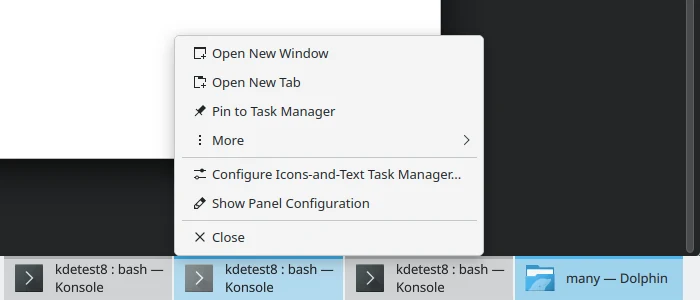 Open New Window
Open New Tab
Pin to Task Manager
More
Configure Icons-and-Text Task Manager...
Show Panel Configuration
Close
kdetest8 : bash —
Konsole
kdetest8 : bash —
Konsole
kdetest8 : bash —
Konsole
many — Dolphin